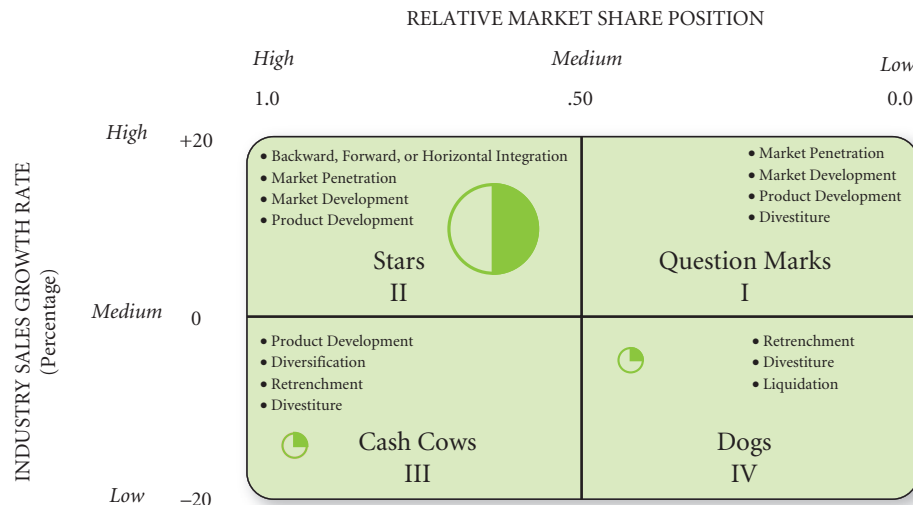 RELATIVE MARKET SHARE POSITION
High
Medium
Low
1.0
.50
0.0
INDUSTRY SALES GROWTH RATE
(Percentage)
High
+20
Medium
0
Low
–20
• Backward, Forward, or Horizontal Integration
• Market Penetration
• Market Development
• Product Development
Stars
II
• Market Penetration
• Market Development
• Product Development
• Divestiture
Question Marks
I
• Product Development
• Diversification
• Retrenchment
• Divestiture
Cash Cows
III
• Retrenchment
• Divestiture
• Liquidation
Dogs
IV